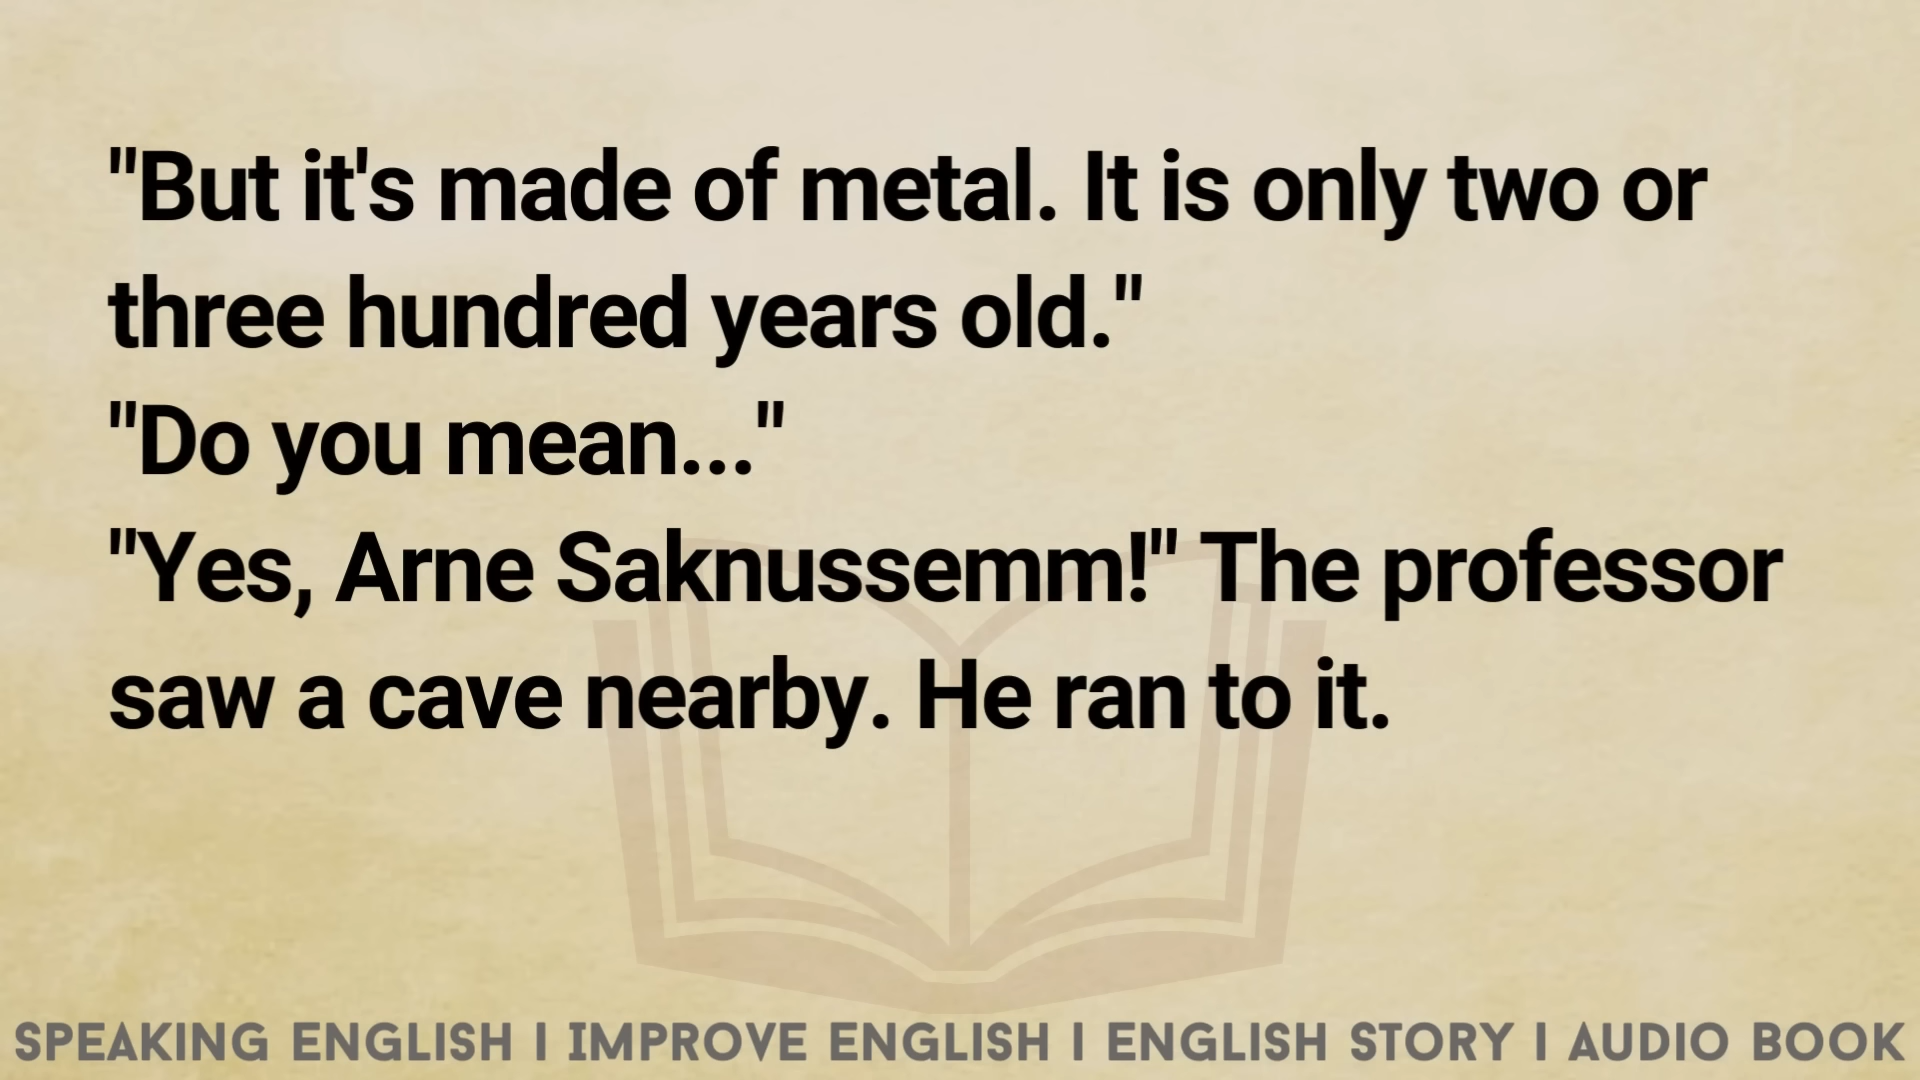 "But it's made of metal. It is only two or
three hundred years old."
"Do you mean..."
"Yes, Arne Saknussemm!" The professor
saw a cave nearby. He ran to it.
SPEAKING ENGLISH I IMPROVE ENGLISH I ENGLISH STORY I AUDIO BOOK